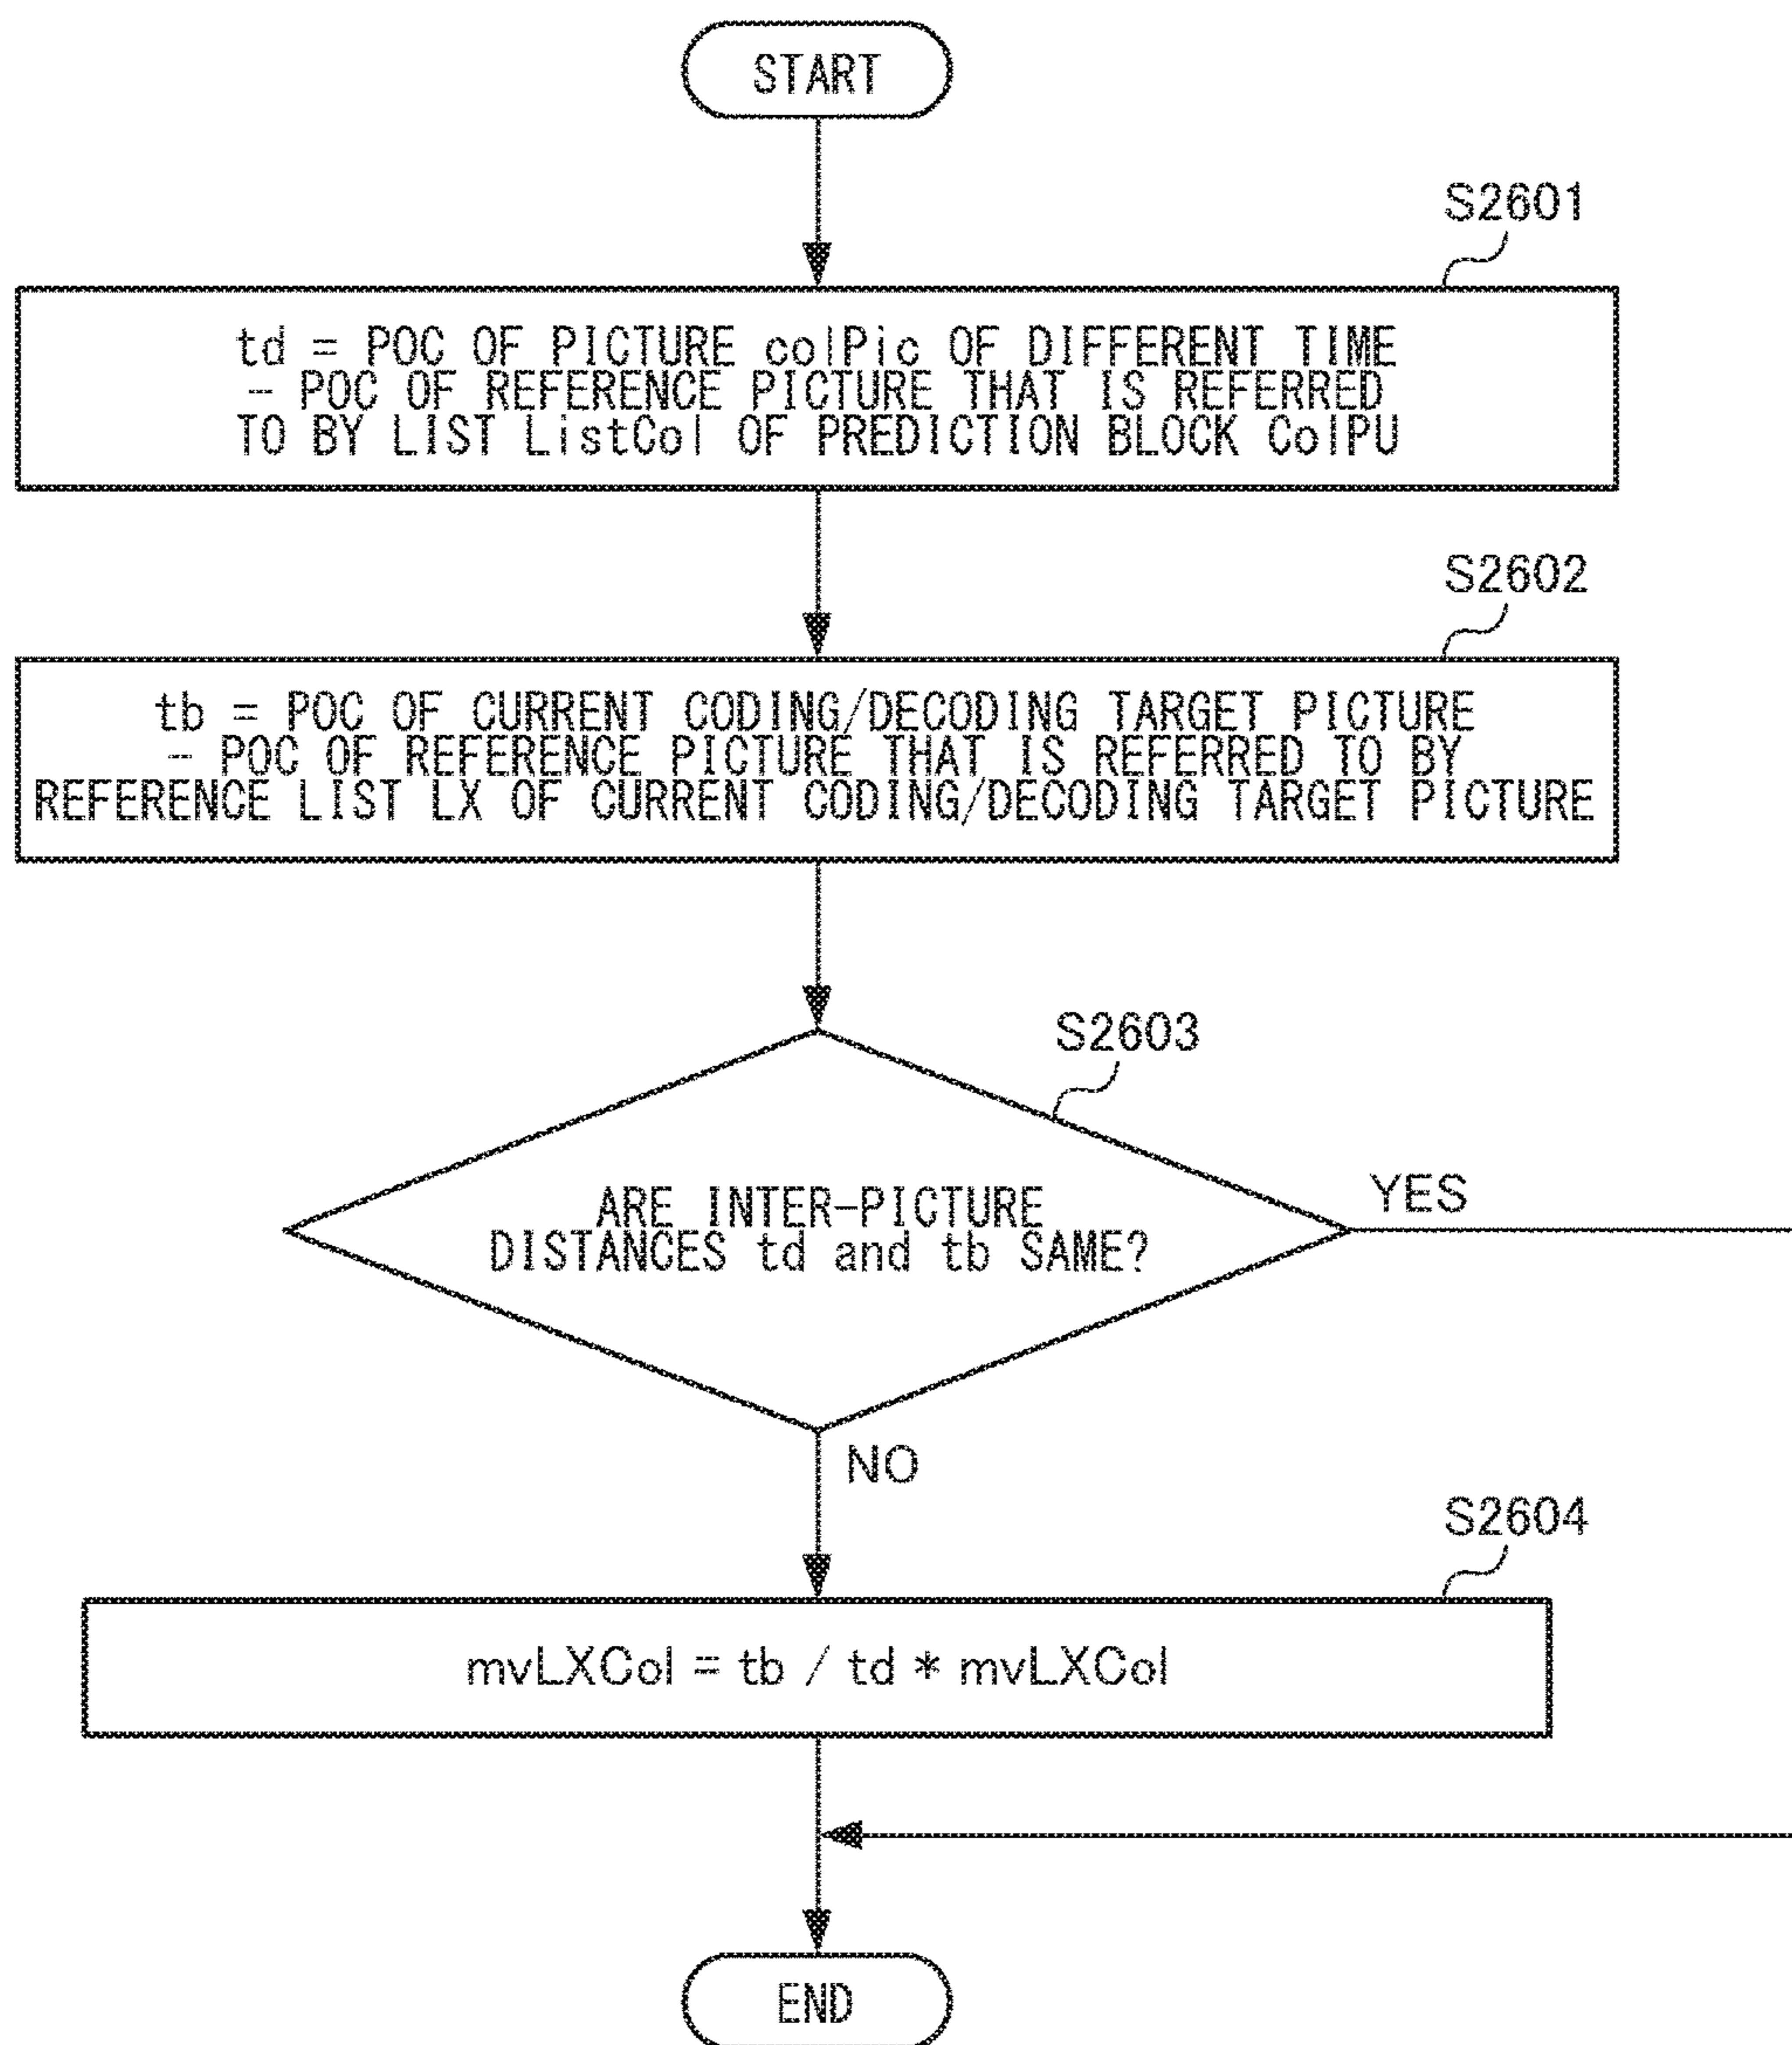 START
S2601
td = POC OF PICTURE colPic OF DIFFERENT TIME
- POC OF REFERENCE PICTURE THAT IS REFERRED
TO BY LIST ListCol OF PREDICTION BLOCK ColPU
S2602
tb = POC OF CURRENT CODING/DECODING TARGET PICTURE
- POC OF REFERENCE PICTURE THAT IS REFERRED TO BY
REFERENCE LIST LX OF CURRENT CODING/DECODING TARGET PICTURE
S2603
ARE INTER-PICTURE
DISTANCES td and tb SAME?
YES
NO
S2604
mvLXCol = tb / td * mvLXCol
END